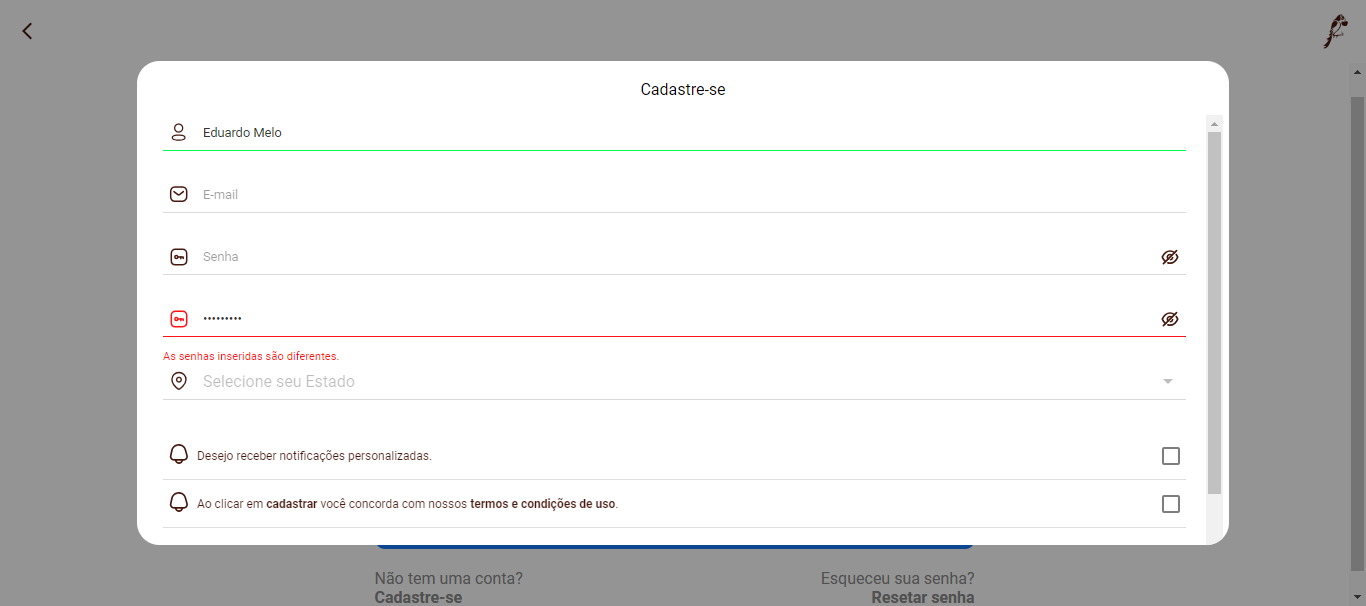 Cadastre-se
Eduardo Melo
E-mail
Senha
•••••••••
As senhas inseridas são diferentes.
Selecione seu Estado
Desejo receber notificações personalizadas.
Ao clicar em cadastrar você concorda com nossos termos e condições de uso.
Não tem uma conta?
Cadastre-se
Esqueceu sua senha?
Resetar senha